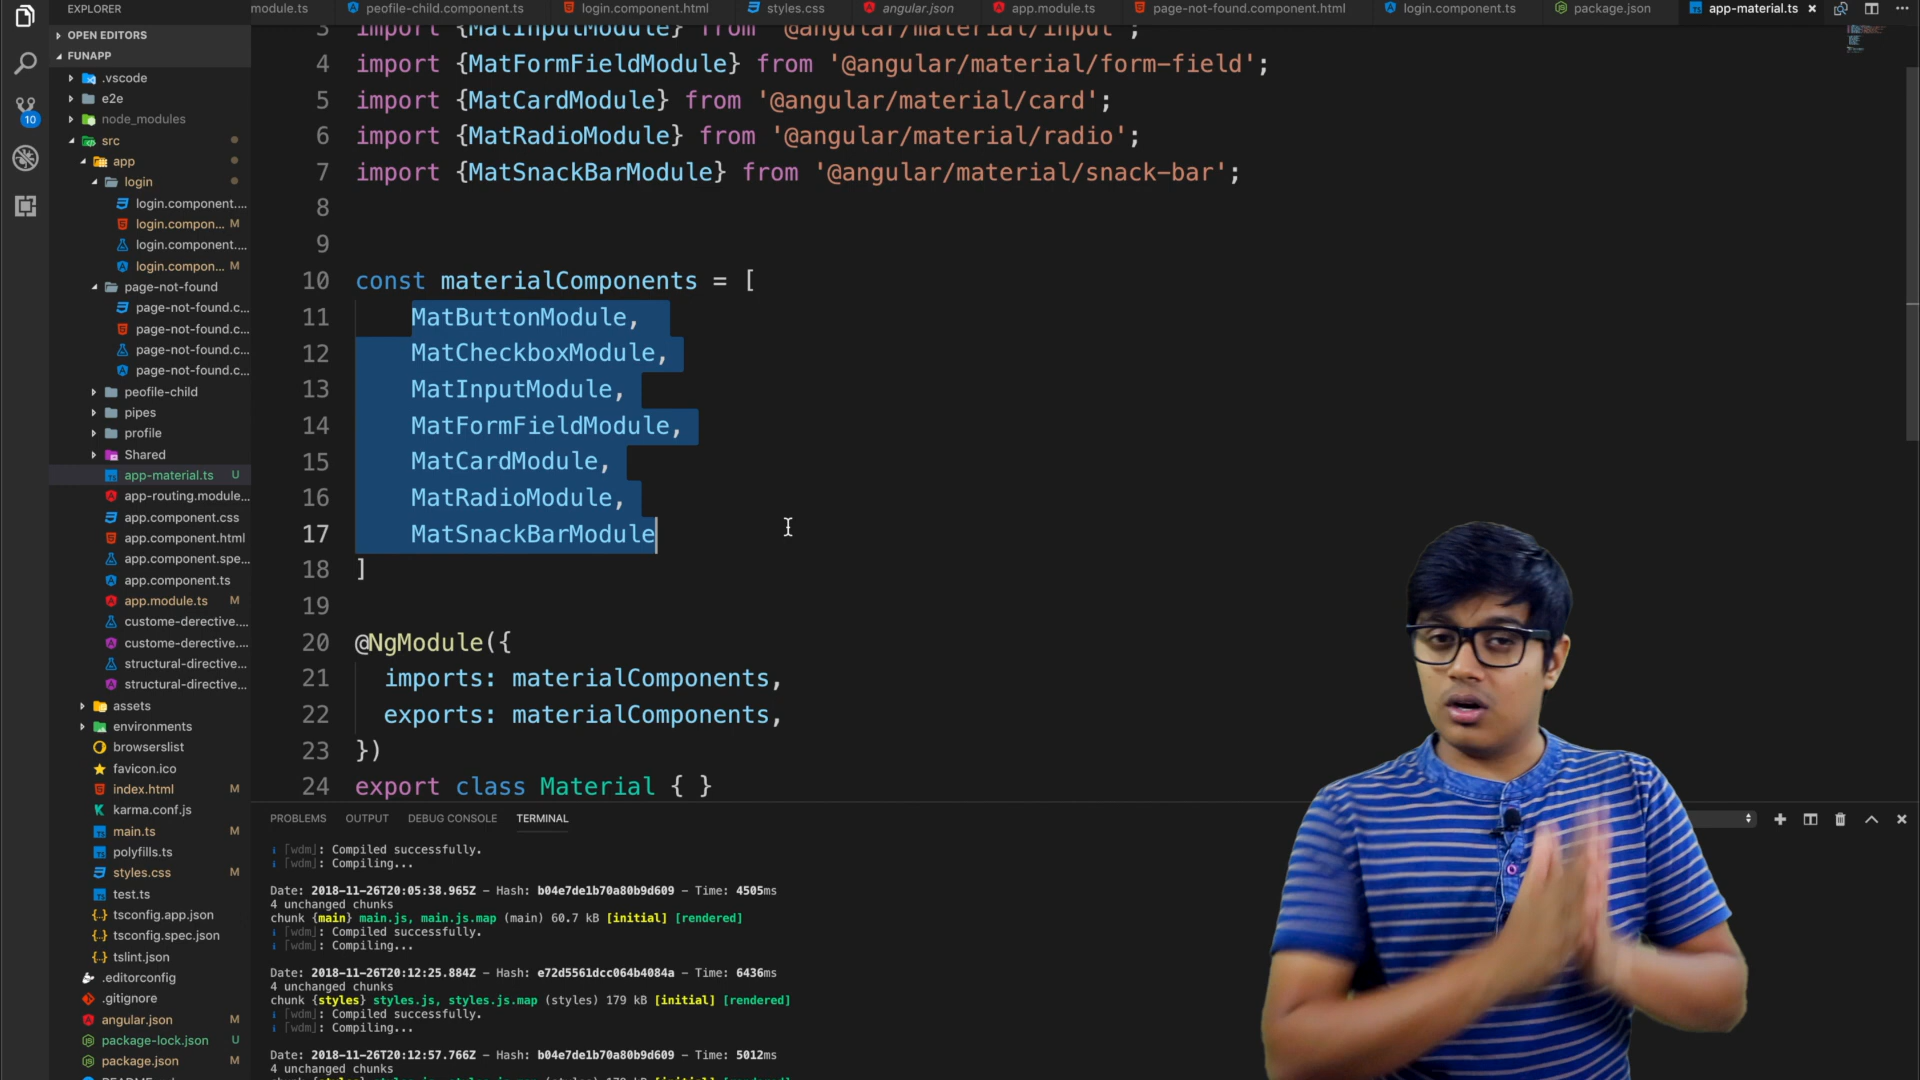 EXPLORER
module.ts
peofile-child.component.ts
login.component.html
styles.css
angular.json
app.module.ts
page-not-found.component.html
login.component.ts
package.json
app-material.ts
OPEN EDITORS
FUNAPP
.vscode
e2e
node_modules
src
app
login
login.component....
login.compon... M
login.component....
login.compon... M
page-not-found
page-not-found.c...
page-not-found.c...
page-not-found.c...
page-not-found.c...
peofile-child
pipes
profile
Shared
app-material.ts U
app-routing.module...
app.component.css
app.component.html
app.component.spe...
app.component.ts
app.module.ts M
custome-derective....
custome-derective....
structural-directive...
structural-directive...
assets
environments
browserslist
favicon.ico
index.html M
karma.conf.js
main.ts M
polyfills.ts
styles.css M
test.ts
tsconfig.app.json
tsconfig.spec.json
tslint.json
.editorconfig
.gitignore
angular.json M
package-lock.json U
package.json M
10
3 import {MatInputModule} from '@angular/material/input';
4 import {MatFormFieldModule} from '@angular/material/form-field';
5 import {MatCardModule} from '@angular/material/card';
6 import {MatRadioModule} from '@angular/material/radio';
7 import {MatSnackBarModule} from '@angular/material/snack-bar';
8
9
10 const materialComponents = [
11 MatButtonModule,
12 MatCheckboxModule,
13 MatInputModule,
14 MatFormFieldModule,
15 MatCardModule,
16 MatRadioModule,
17 MatSnackBarModule
18 ]
19
20 @NgModule({
21 imports: materialComponents,
22 exports: materialComponents,
23 })
24 export class Material { }
PROBLEMS OUTPUT DEBUG CONSOLE TERMINAL
i ｢wdm｣: Compiled successfully.
i ｢wdm｣: Compiling...
Date: 2018-11-26T20:05:38.965Z - Hash: b04e7de1b70a80b9d609 - Time: 4505ms
4 unchanged chunks
chunk {main} main.js, main.js.map (main) 60.7 kB [initial] [rendered]
i ｢wdm｣: Compiled successfully.
i ｢wdm｣: Compiling...
Date: 2018-11-26T20:12:25.884Z - Hash: e72d5561dcc064b4084a - Time: 6436ms
4 unchanged chunks
chunk {styles} styles.js, styles.js.map (styles) 179 kB [initial] [rendered]
i ｢wdm｣: Compiled successfully.
i ｢wdm｣: Compiling...
Date: 2018-11-26T20:12:57.766Z - Hash: b04e7de1b70a80b9d609 - Time: 5012ms
4 unchanged chunks